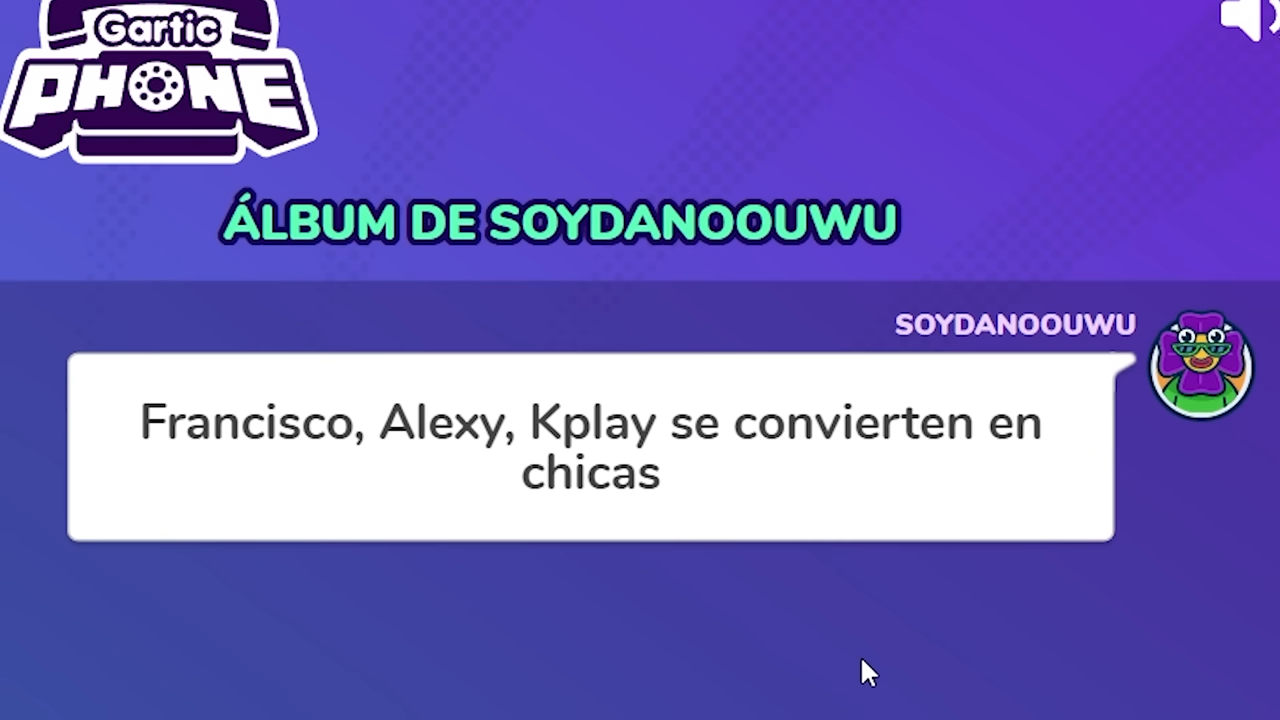 Gartic
PHONE
ÁLBUM DE SOYDANOOUWU
SOYDANOOUWU
Francisco, Alexy, Kplay se convierten en
chicas